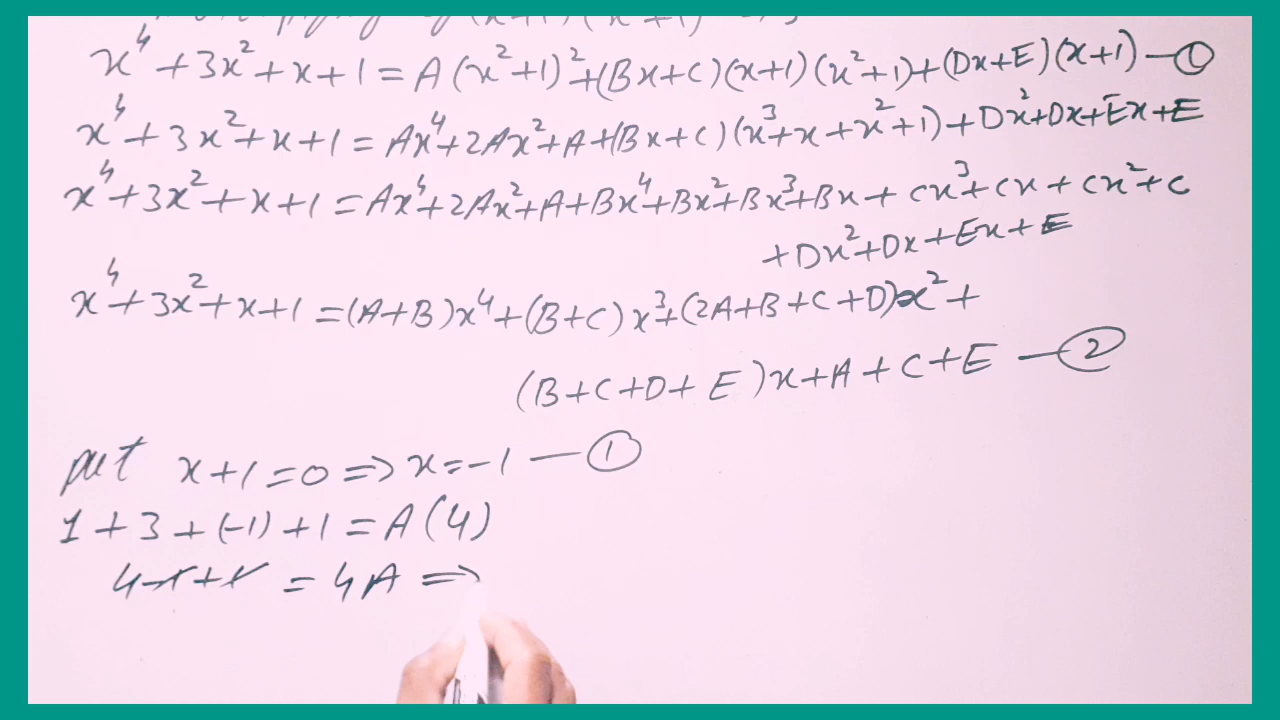 x⁴+3x²+x+1=A(x²+1)²+(Bx+C)(x+1)(x²+1)+(Dx+E)(x+1)—①
x⁴+3x²+x+1=Ax⁴+2Ax²+A+(Bx+C)(x³+x+x²+1)+Dx²+Dx+Ex+E
x⁴+3x²+x+1=Ax⁴+2Ax²+A+Bx⁴+Bx²+Bx³+Bx+Cx³+Cx+Cx²+C
+Dx²+Dx+Ex+E
x⁴+3x²+x+1=(A+B)x⁴+(B+C)x³+(2A+B+C+D)x²+
(B+C+D+E)x+A+C+E—②
put x+1=0⇒x=-1—①
1+3+(-1)+1=A(4)
4-1+1=4A⇒